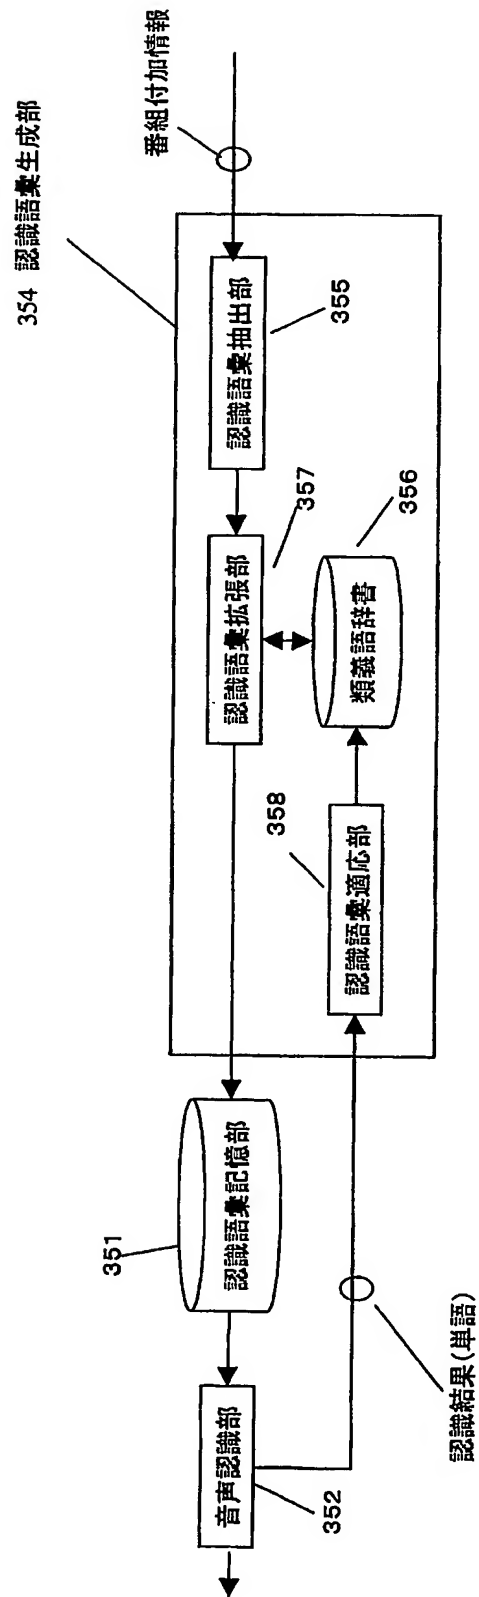 354 認識語彙生成部
番組付加情報
認識語彙抽出部
355
認識語彙拡張部
357
類義語辞書
356
認識語彙適応部
358
認識語彙記憶部
351
認識結果(単語)
音声認識部
352